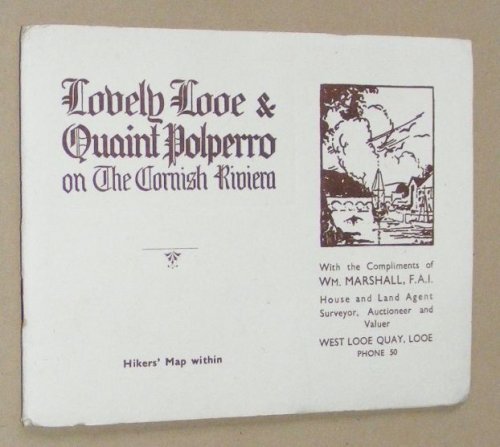 Lovely Looe &
Quaint Polperro
on The Cornish Riviera
Hikers' Map within
With the Compliments of
WM. MARSHALL, F.A.I.
House and Land Agent
Surveyor, Auctioneer and
Valuer
WEST LOOE QUAY, LOOE
PHONE 50